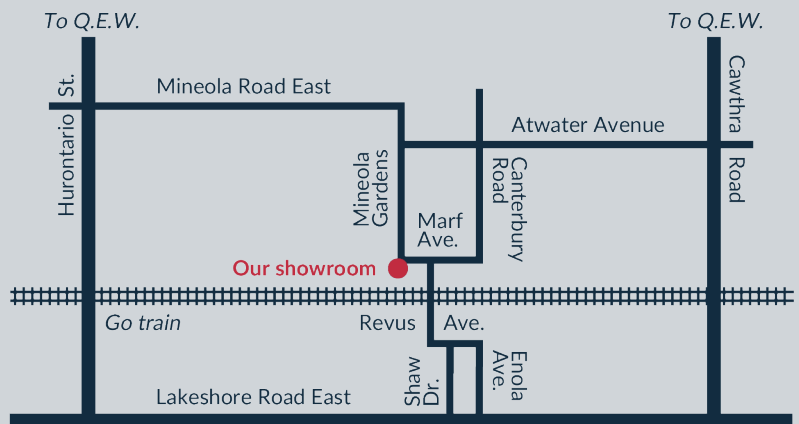 To Q.E.W.
To Q.E.W.
Hurontario St.
Mineola Road East
Cawthra Road
Atwater Avenue
Mineola
Gardens
Canterbury
Road
Marf
Ave.
Our showroom
Go train
Revus Ave.
Shaw
Dr.
Enola
Ave.
Lakeshore Road East